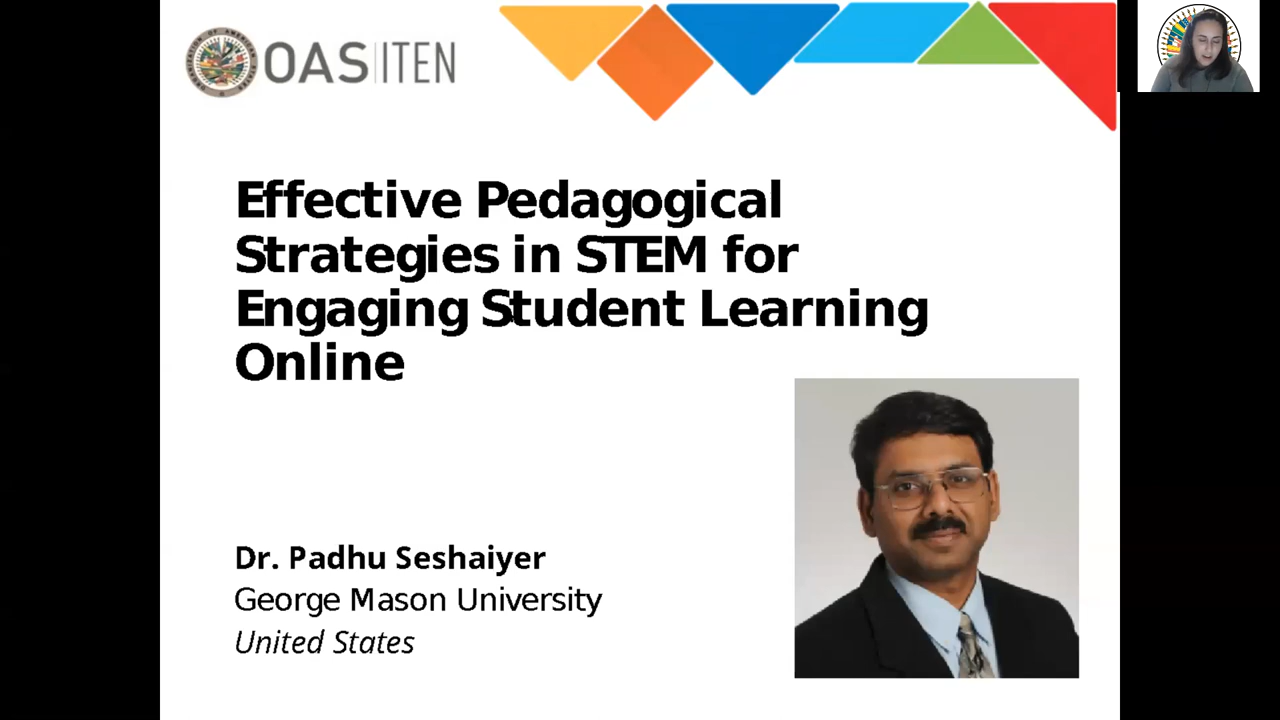 OAS ITEN
Effective Pedagogical
Strategies in STEM for
Engaging Student Learning
Online
Dr. Padhu Seshaiyer
George Mason University
United States